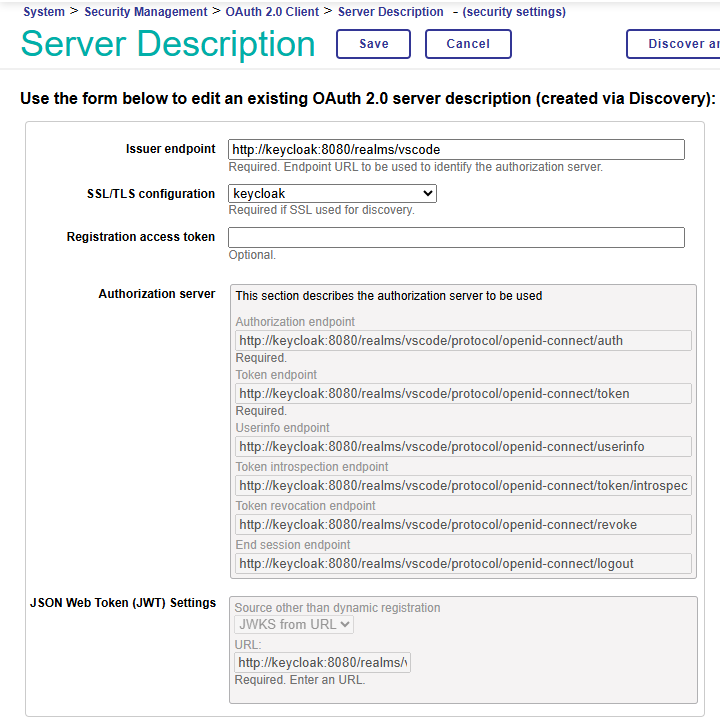 System > Security Management > OAuth 2.0 Client > Server Description - (security settings)
Server Description Save Cancel Discover an
Use the form below to edit an existing OAuth 2.0 server description (created via Discovery):
Issuer endpoint http://keycloak:8080/realms/vscode
Required. Endpoint URL to be used to identify the authorization server.
SSL/TLS configuration keycloak
Required if SSL used for discovery.
Registration access token
Optional.
Authorization server This section describes the authorization server to be used
Authorization endpoint
http://keycloak:8080/realms/vscode/protocol/openid-connect/auth
Required.
Token endpoint
http://keycloak:8080/realms/vscode/protocol/openid-connect/token
Required.
Userinfo endpoint
http://keycloak:8080/realms/vscode/protocol/openid-connect/userinfo
Token introspection endpoint
http://keycloak:8080/realms/vscode/protocol/openid-connect/token/introspec
Token revocation endpoint
http://keycloak:8080/realms/vscode/protocol/openid-connect/revoke
End session endpoint
http://keycloak:8080/realms/vscode/protocol/openid-connect/logout
JSON Web Token (JWT) Settings
Source other than dynamic registration
JWKS from URL
URL:
http://keycloak:8080/realms/
Required. Enter an URL.